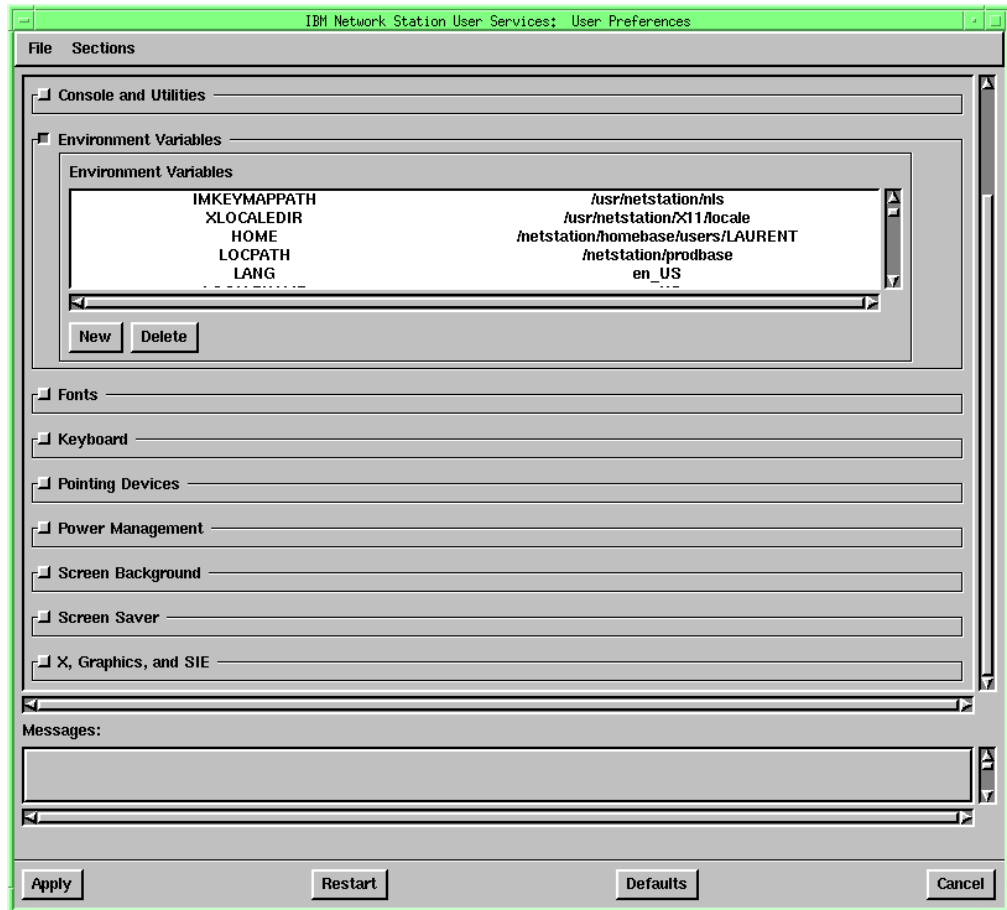 IBM Network Station User Services: User Preferences
File Sections
Console and Utilities
Environment Variables
Environment Variables
IMKEYMAPPATH /usr/netstation/nls
XLOCALEDIR /usr/netstation/X11/locale
HOME /netstation/homebase/users/LAURENT
LOCPATH /netstation/prodbase
LANG en_US
New Delete
Fonts
Keyboard
Pointing Devices
Power Management
Screen Background
Screen Saver
X, Graphics, and SIE
Messages:
Apply Restart Defaults Cancel